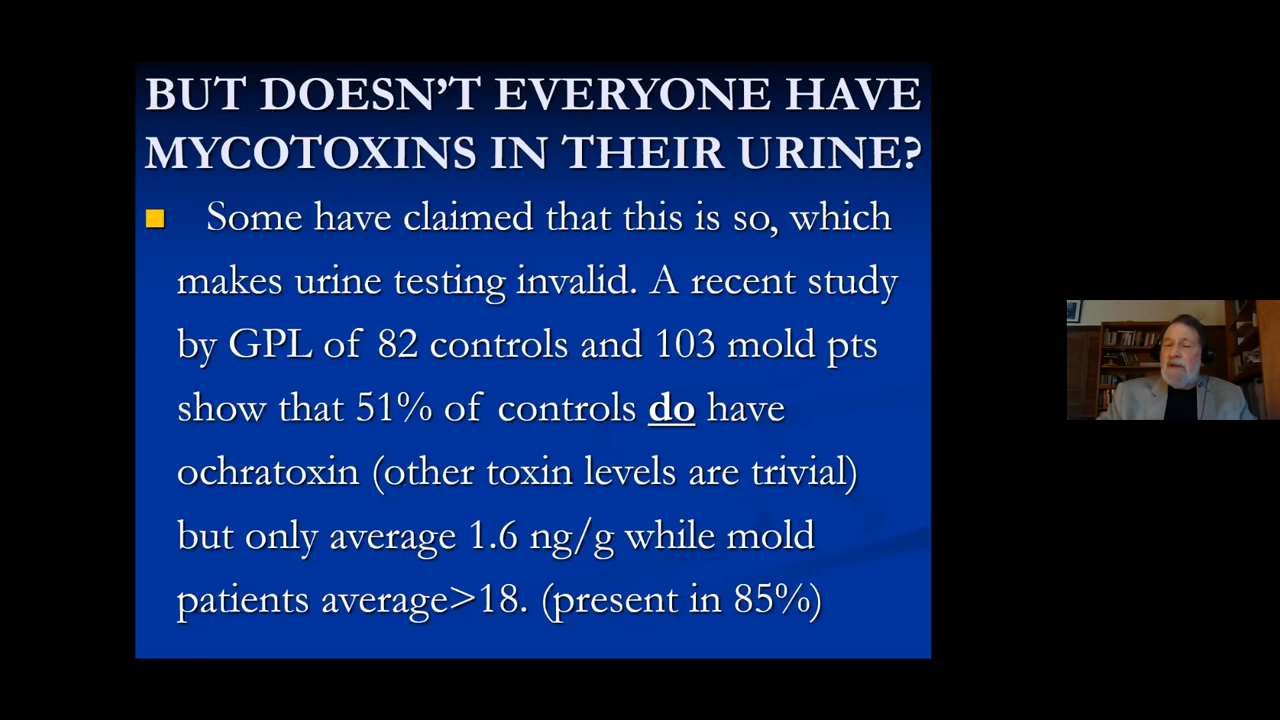 BUT DOESN'T EVERYONE HAVE
MYCOTOXINS IN THEIR URINE?
Some have claimed that this is so, which
makes urine testing invalid. A recent study
by GPL of 82 controls and 103 mold pts
show that 51% of controls do have
ochratoxin (other toxin levels are trivial)
but only average 1.6 ng/g while mold
patients average>18. (present in 85%)